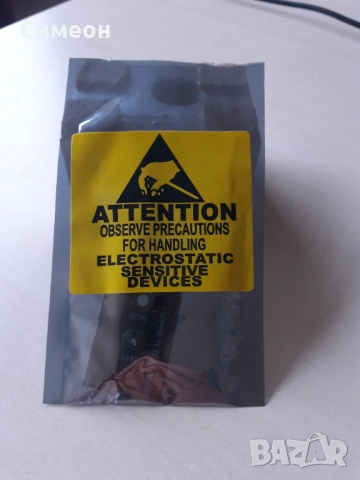 Симеон
ATTENTION
OBSERVE PRECAUTIONS
FOR HANDLING
ELECTROSTATIC
SENSITIVE
DEVICES
BAZAR